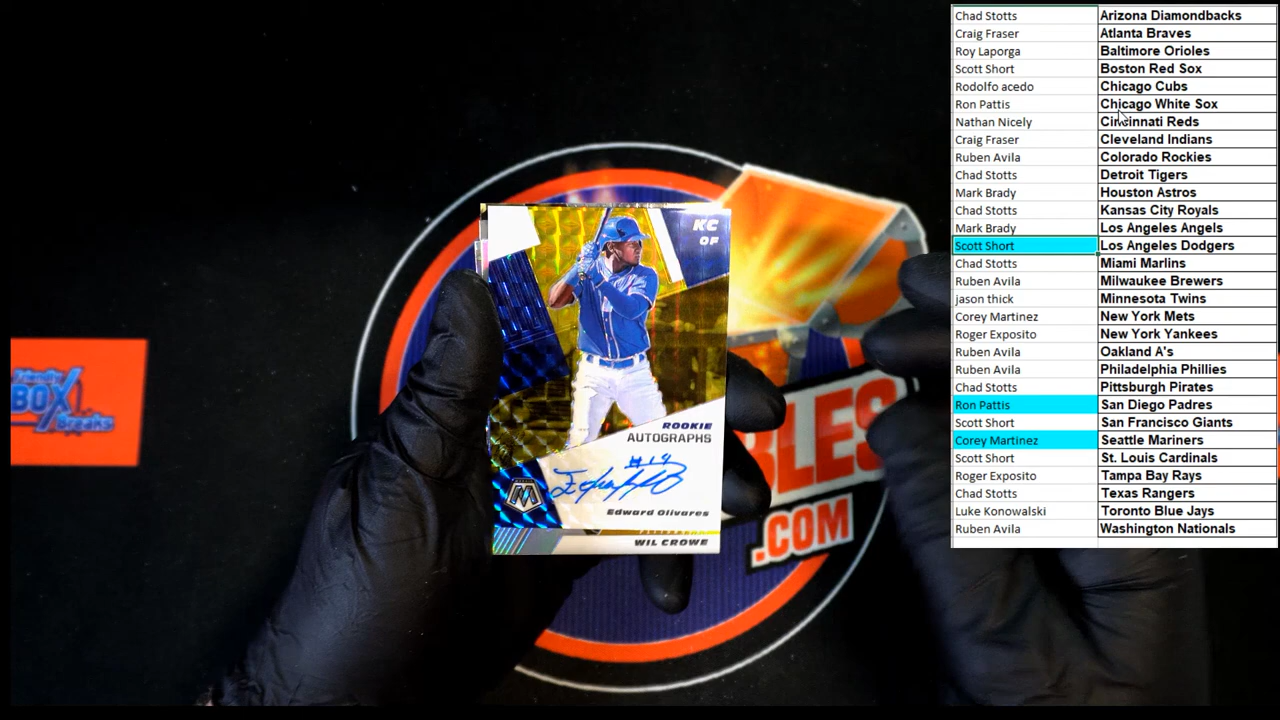 Chad Stotts Arizona Diamondbacks
Craig Fraser Atlanta Braves
Roy Laporga Baltimore Orioles
Scott Short Boston Red Sox
Rodolfo acedo Chicago Cubs
Ron Pattis Chicago White Sox
Nathan Nicely Cincinnati Reds
Craig Fraser Cleveland Indians
Ruben Avila Colorado Rockies
Chad Stotts Detroit Tigers
Mark Brady Houston Astros
Chad Stotts Kansas City Royals
Mark Brady Los Angeles Angels
Scott Short Los Angeles Dodgers
Chad Stotts Miami Marlins
Ruben Avila Milwaukee Brewers
jason thick Minnesota Twins
Corey Martinez New York Mets
Roger Exposito New York Yankees
Ruben Avila Oakland A's
Ruben Avila Philadelphia Phillies
Chad Stotts Pittsburgh Pirates
Ron Pattis San Diego Padres
Scott Short San Francisco Giants
Corey Martinez Seattle Mariners
Scott Short St. Louis Cardinals
Roger Exposito Tampa Bay Rays
Chad Stotts Texas Rangers
Luke Konowalski Toronto Blue Jays
Ruben Avila Washington Nationals
KC
OF
ROOKIE
AUTOGRAPHS
#19
M
Edward Olivares
WIL CROWE
BLES
.COM
BOX
Breaks